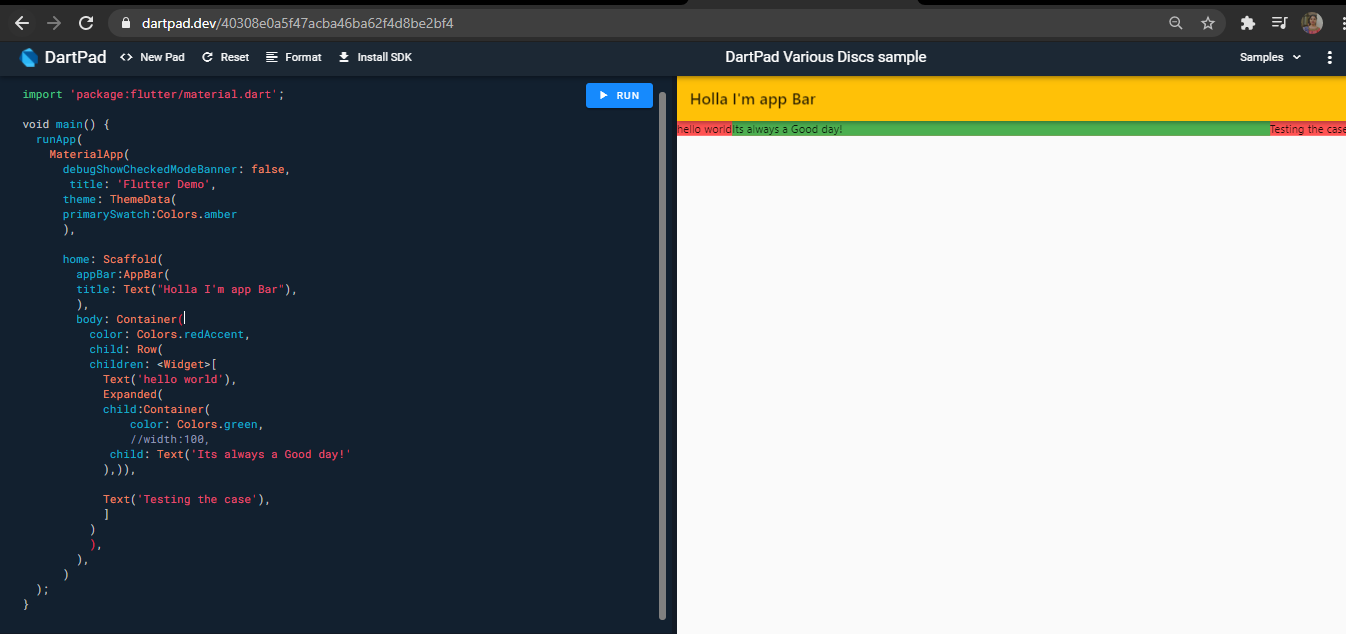 dartpad.dev/40308e0a5f47acba46ba62f4d8be2bf4
DartPad <> New Pad Reset Format Install SDK DartPad Various Discs sample Samples
import 'package:flutter/material.dart';
RUN
void main() {
runApp(
MaterialApp(
debugShowCheckedModeBanner: false,
title: 'Flutter Demo',
theme: ThemeData(
primarySwatch:Colors.amber
),
home: Scaffold(
appBar:AppBar(
title: Text("Holla I'm app Bar"),
),
body: Container(
color: Colors.redAccent,
child: Row(
children: <Widget>[
Text('hello world'),
Expanded(
child:Container(
color: Colors.green,
//width:100,
child: Text('Its always a Good day!'
),)),
Text('Testing the case'),
]
)
),
),
)
);
}
Holla I'm app Bar
hello worldIts always a Good day! Testing the case